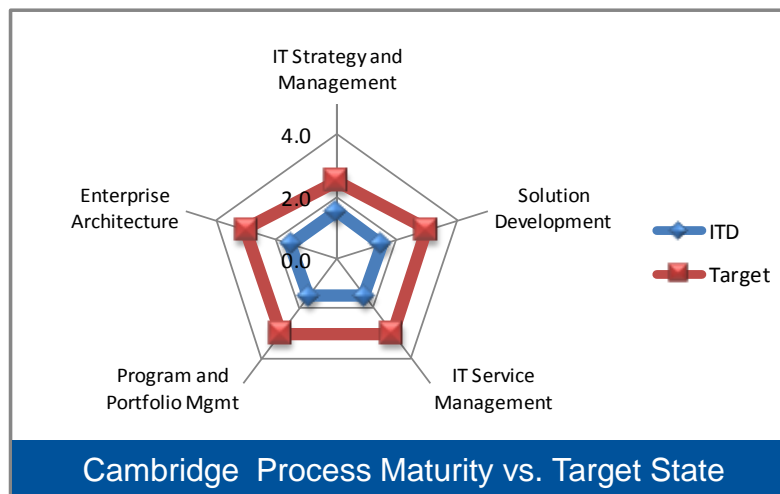 IT Strategy and
Management
4.0
Enterprise
Architecture
2.0
Solution
Development
0.0
ITD
Target
Program and
Portfolio Mgmt
IT Service
Management
Cambridge  Process Maturity vs. Target State